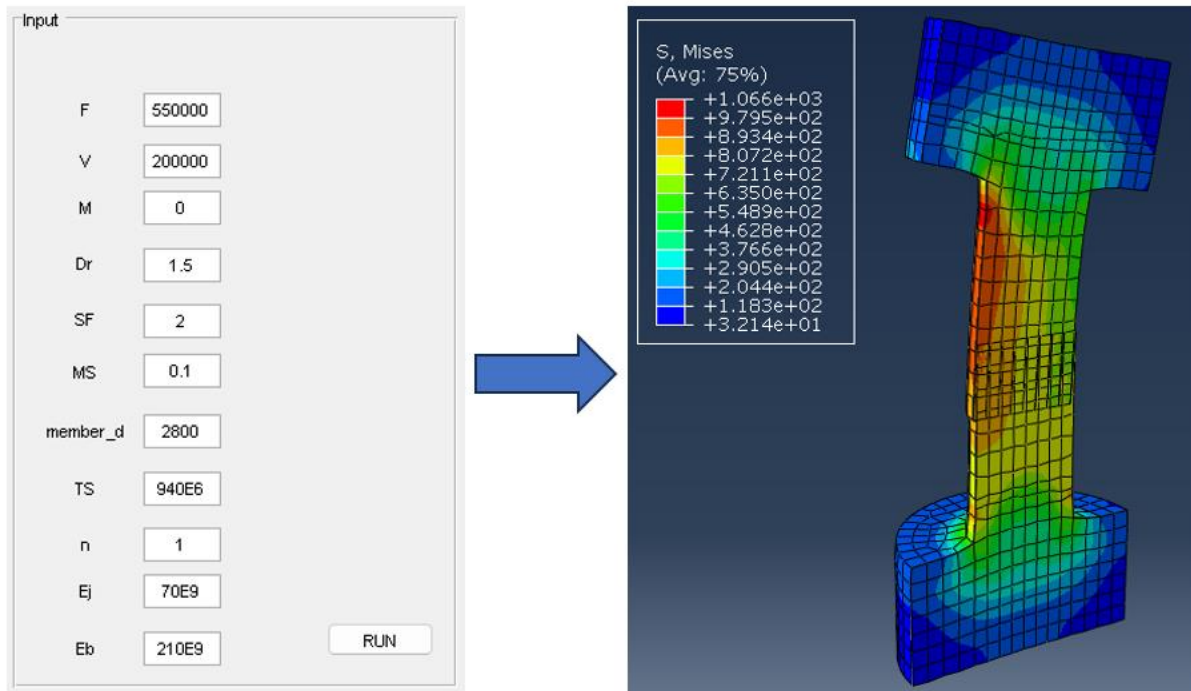 Input
F 550000
V 200000
M 0
Dr 1.5
SF 2
MS 0.1
member_d 2800
TS 940E6
n 1
Ej 70E9
Eb 210E9
RUN
S, Mises
(Avg: 75%)
+1.066e+03
+9.795e+02
+8.934e+02
+8.072e+02
+7.211e+02
+6.350e+02
+5.489e+02
+4.628e+02
+3.766e+02
+2.905e+02
+2.044e+02
+1.183e+02
+3.214e+01